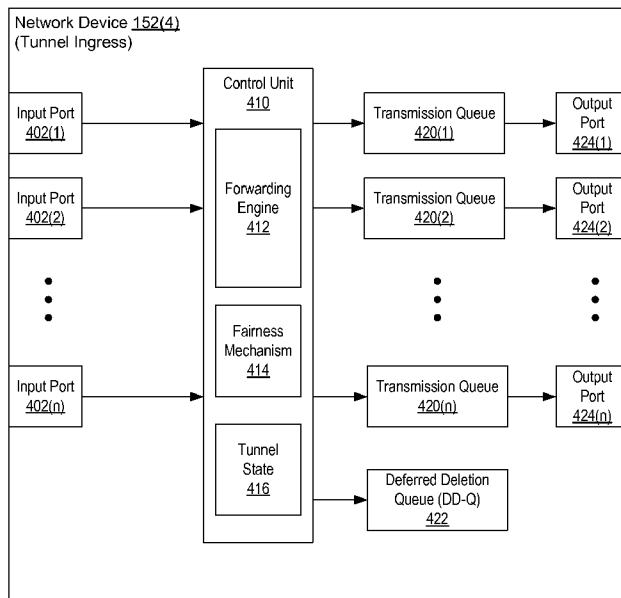 Network Device 152(4)
(Tunnel Ingress)
Control Unit
410
Input Port
402(1)
Transmission Queue
420(1)
Output
Port
424(1)
Forwarding
Engine
412
Input Port
402(2)
Transmission Queue
420(2)
Output
Port
424(2)
Fairness
Mechanism
414
Input Port
402(n)
Transmission Queue
420(n)
Output
Port
424(n)
Tunnel
State
416
Deferred Deletion
Queue (DD-Q)
422